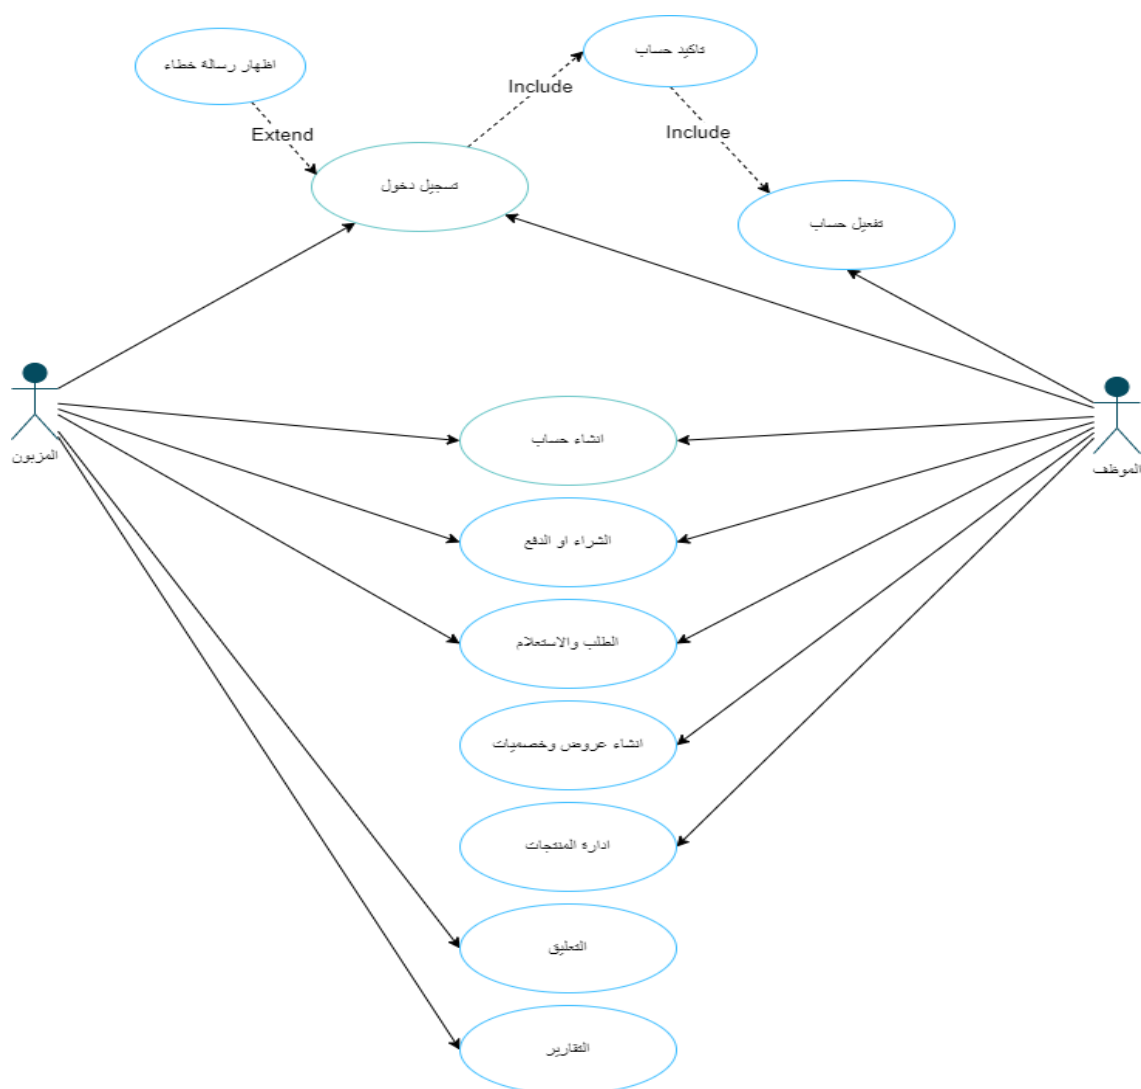 تاكيد حساب
اظهار رسالة خطاء
Include
Include
Extend
تسجيل دخول
تفعيل حساب
انشاء حساب
المزبون
الموظف
الشراء او الدفع
الطلب والاستعلام
انشاء عروض وخصميات
ادارة المنتجات
التعليق
التقارير